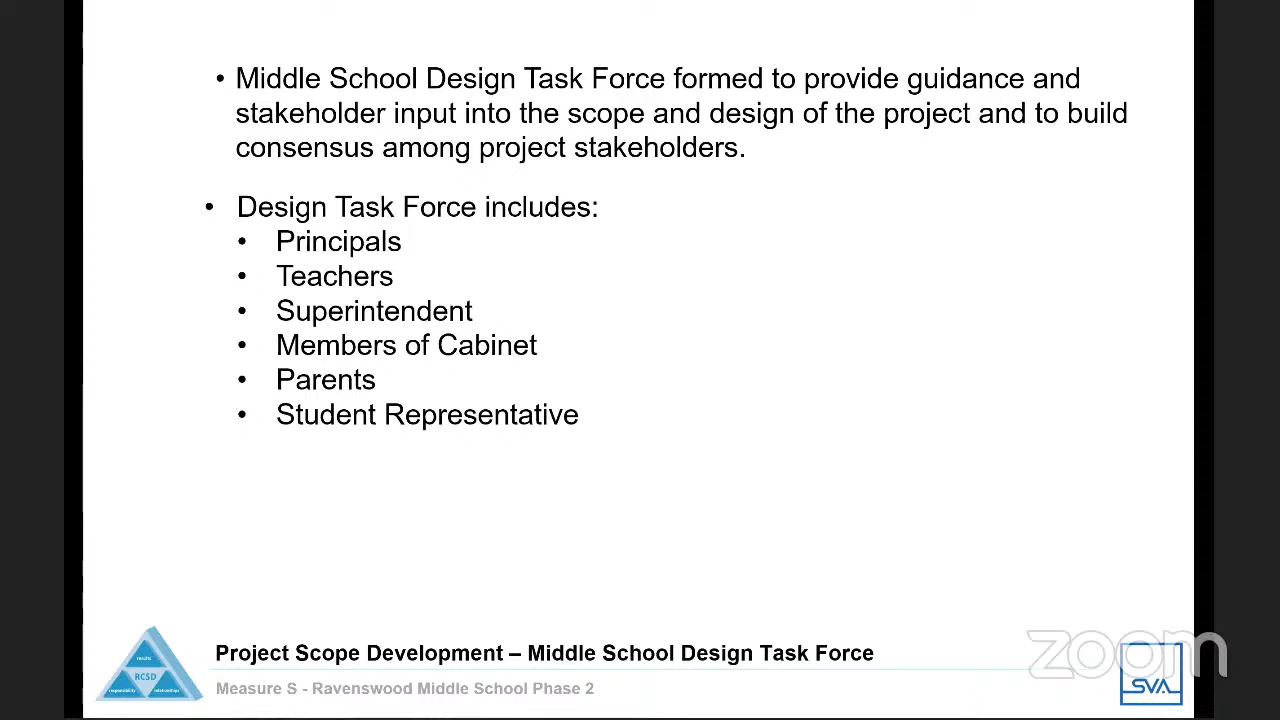 • Middle School Design Task Force formed to provide guidance and
stakeholder input into the scope and design of the project and to build
consensus among project stakeholders.
• Design Task Force includes:
• Principals
• Teachers
• Superintendent
• Members of Cabinet
• Parents
• Student Representative
results
RCSD
responsibility relationships
Project Scope Development – Middle School Design Task Force
Measure S - Ravenswood Middle School Phase 2
zoom
SVA